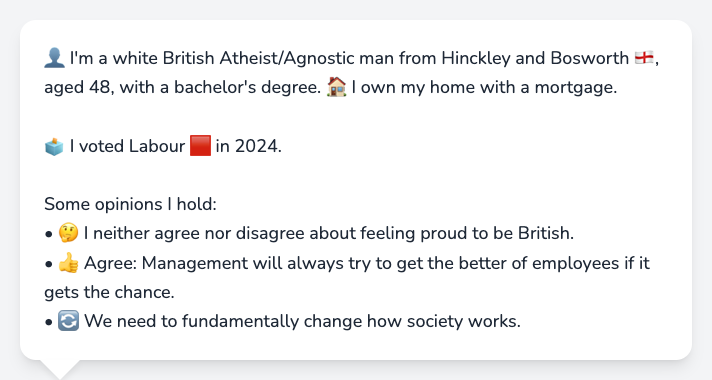 👤 I'm a white British Atheist/Agnostic man from Hinckley and Bosworth 🏴󠁧󠁢󠁥󠁮󠁧󠁿,
aged 48, with a bachelor's degree. 🏠 I own my home with a mortgage.
🗳️ I voted Labour 🟥 in 2024.
Some opinions I hold:
• 🤔 I neither agree nor disagree about feeling proud to be British.
• 👍 Agree: Management will always try to get the better of employees if it
gets the chance.
• 🔄 We need to fundamentally change how society works.